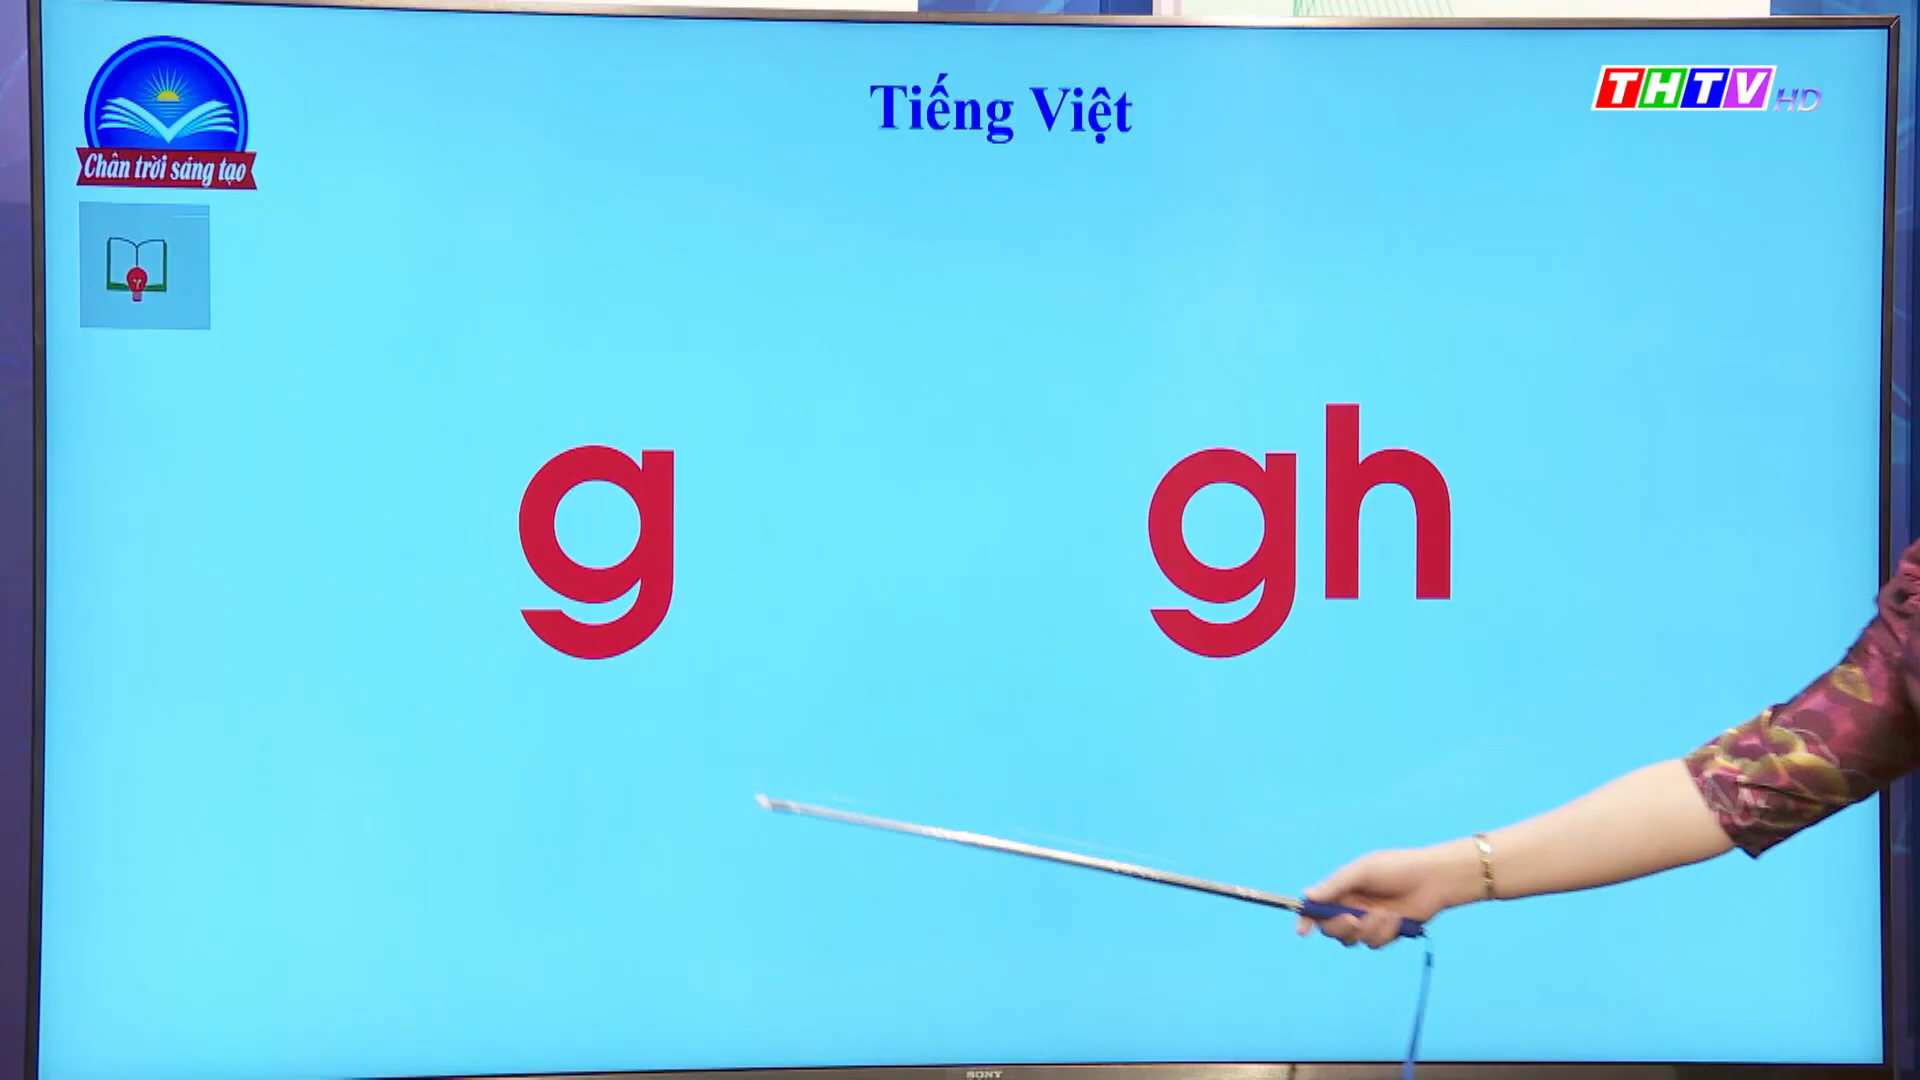 Tiếng Việt
THTV HD
Chân trời sáng tạo
g gh
SONY